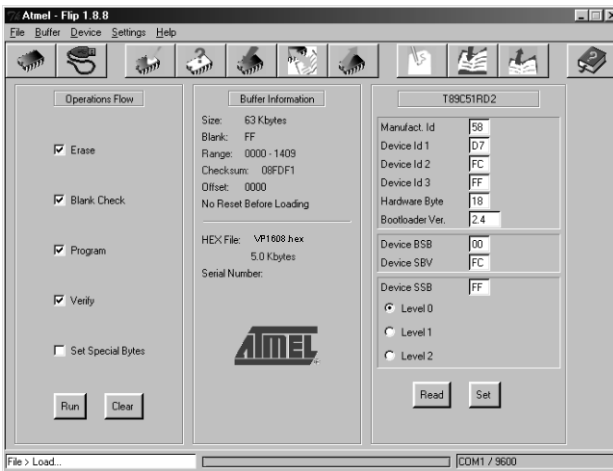 Atmel - Flip 1.8.8
File Buffer Device Settings Help
Operations Flow
Erase
Blank Check
Program
Verify
Set Special Bytes
Run Clear
Buffer Information
Size: 63 Kbytes
Blank: FF
Range: 0000 - 1409
Checksum: 08FDF1
Offset: 0000
No Reset Before Loading
HEX File: VP1608.hex
5.0 Kbytes
Serial Number:
ATMEL
T89C51RD2
Manufact. Id 58
Device Id 1 D7
Device Id 2 FC
Device Id 3 FF
Hardware Byte 18
Bootloader Ver. 2.4
Device BSB 00
Device SBV FC
Device SSB FF
Level 0
Level 1
Level 2
Read Set
File > Load...
COM1 / 9600